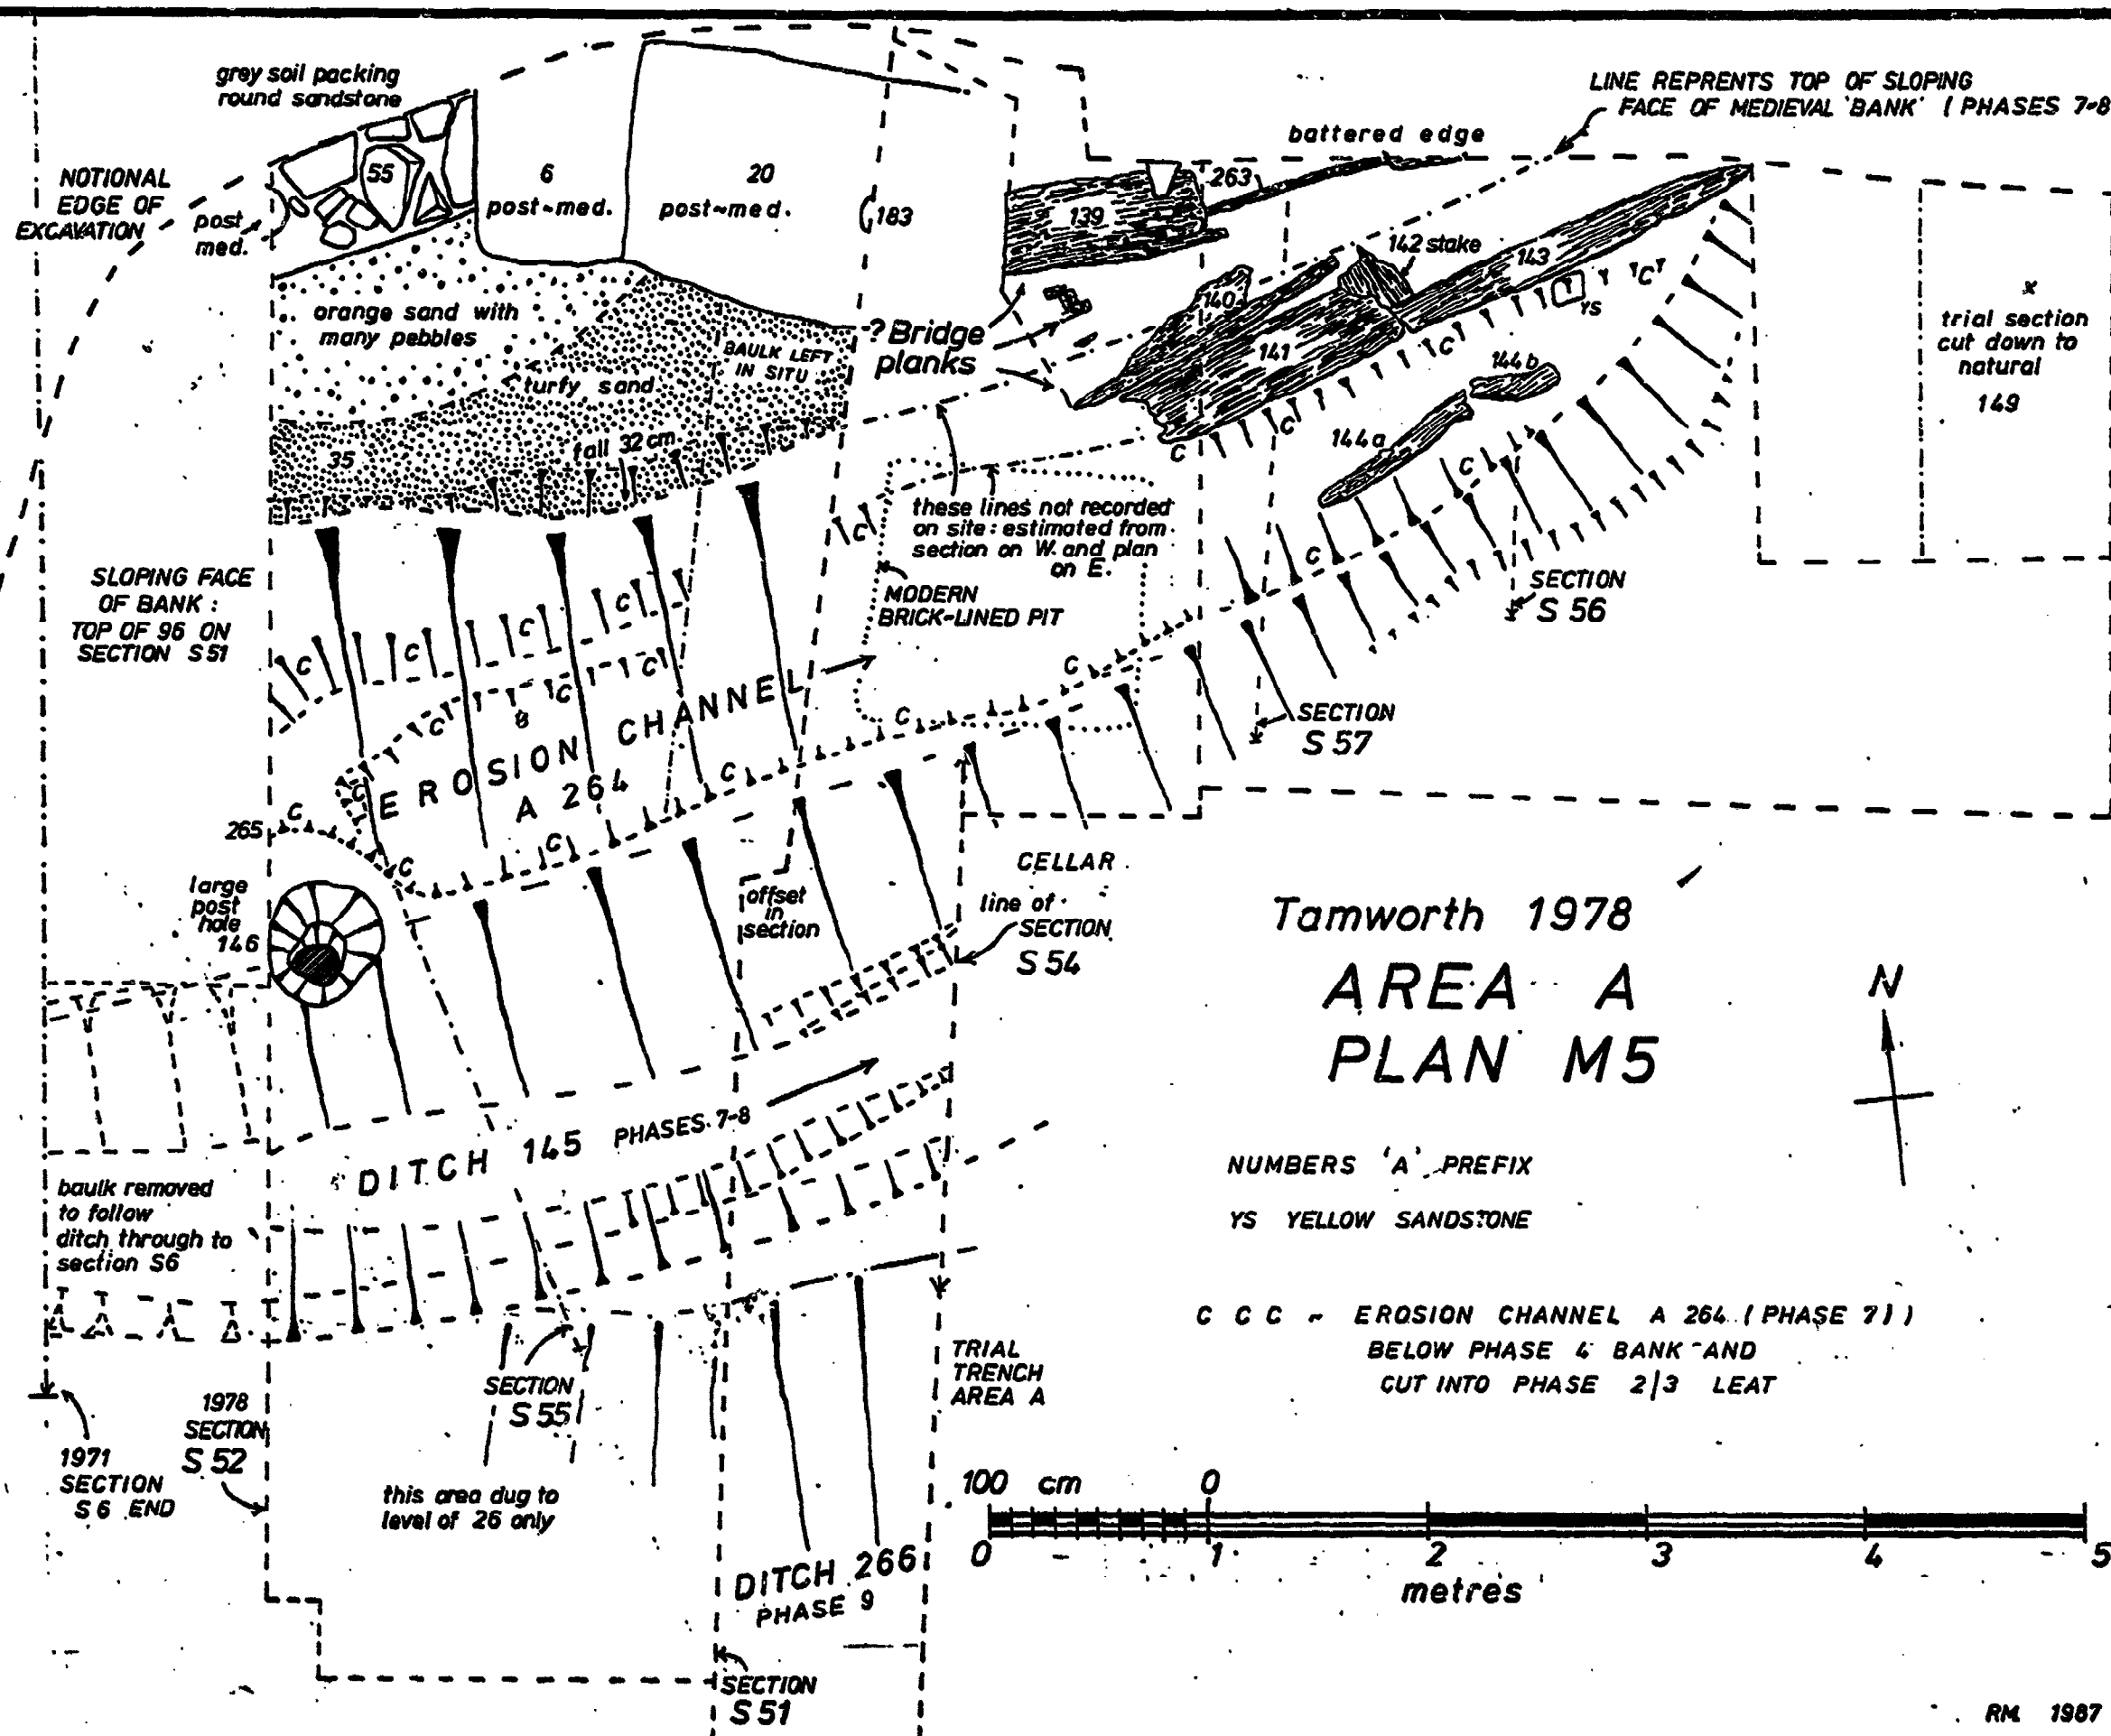 grey soil packing
round sandstone
LINE REPRENTS TOP OF SLOPING
FACE OF MEDIEVAL 'BANK' ( PHASES 7-8
battered edge
NOTIONAL
EDGE OF
EXCAVATION
post
med.
55
6
post~med.
20
post~med.
183
139
263
142 stake
143
140
141
YS
C
144b
144a
x
trial section
cut down to
natural
149
orange sand with
many pebbles
turfy sand
BAULK LEFT
IN SITU
? Bridge
planks
35
fall 32cm
these lines not recorded
on site : estimated from
section on W. and plan
on E.
MODERN
BRICK-LINED PIT
SLOPING FACE
OF BANK :
TOP OF 96 ON
SECTION S51
SECTION
S 56
SECTION
S 57
EROSION CHANNEL
A 264
265
large
post
hole
146
offset
in
section
CELLAR
line of
SECTION
S 54
Tamworth 1978
AREA A
PLAN M5
N
DITCH 145 PHASES 7-8
NUMBERS 'A' PREFIX
YS YELLOW SANDSTONE
baulk removed
to follow
ditch through to
section S6
C C C ~ EROSION CHANNEL A 264 ( PHASE 7 ) )
BELOW PHASE 4 BANK AND
CUT INTO PHASE 2/3 LEAT
SECTION
S 55
TRIAL
TRENCH
AREA A
1978
SECTION
S 52
1971
SECTION
S 6 END
this area dug to
level of 26 only
DITCH 266
PHASE 9
SECTION
S 51
100 cm 0
0 1 2 3 4 5
metres
RM 1987